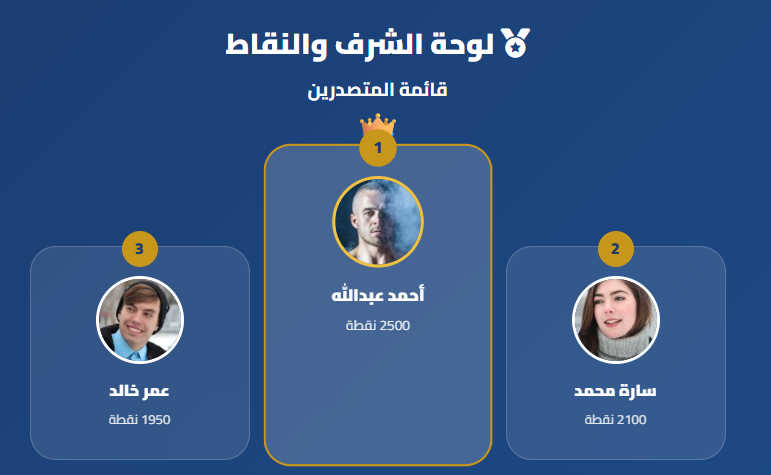 لوحة الشرف والنقاط
قائمة المتصدرين
1
أحمد عبدالله
2500 نقطة
2
سارة محمد
2100 نقطة
3
عمر خالد
1950 نقطة